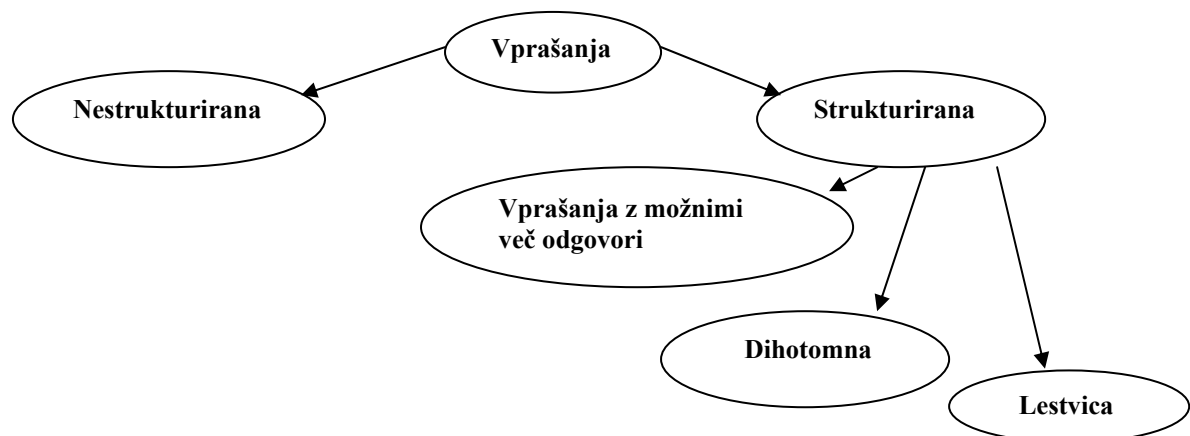 Vprašanja
Nestrukturirana
Strukturirana
Vprašanja z možnimi
več odgovori
Dihotomna
Lestvica